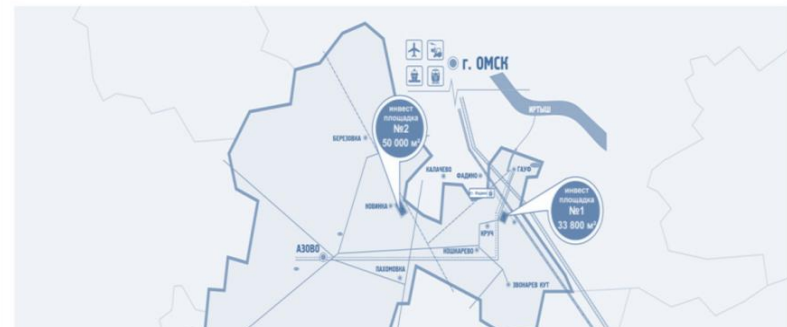 г. ОМСК
ИРТЫШ
инвест
площадка
№2
50 000 м²
БЕРЕЗОВКА
КАЛАЧЕВО
ФАДИНО
ГАУФ
инвест
площадка
№1
33 800 м²
НОВИНКА
КРУЧ
КОШКАРЕВО
АЗОВО
ПАХОМОВКА
ЗВОНАРЕВ КУТ